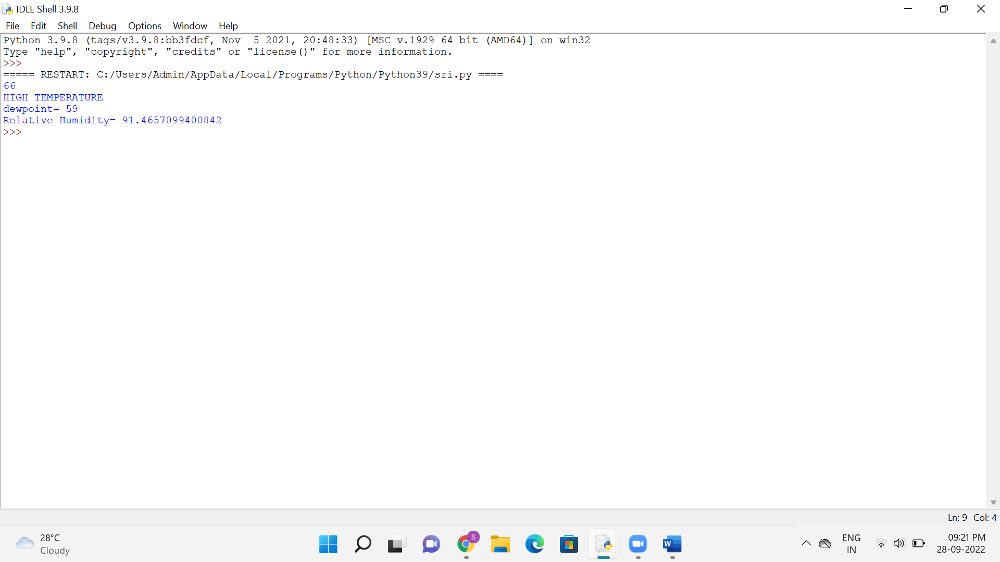 IDLE Shell 3.9.8
File Edit Shell Debug Options Window Help
Python 3.9.8 (tags/v3.9.8:bb3fdcf, Nov  5 2021, 20:48:33) [MSC v.1929 64 bit (AMD64)] on win32
Type "help", "copyright", "credits" or "license()" for more information.
>>>
===== RESTART: C:/Users/Admin/AppData/Local/Programs/Python/Python39/sri.py ====
66
HIGH TEMPERATURE
dewpoint= 59
Relative Humidity= 91.4657099400842
>>>
Ln: 9 Col: 4
28°C
Cloudy
S
W
ENG
IN
09:21 PM
28-09-2022